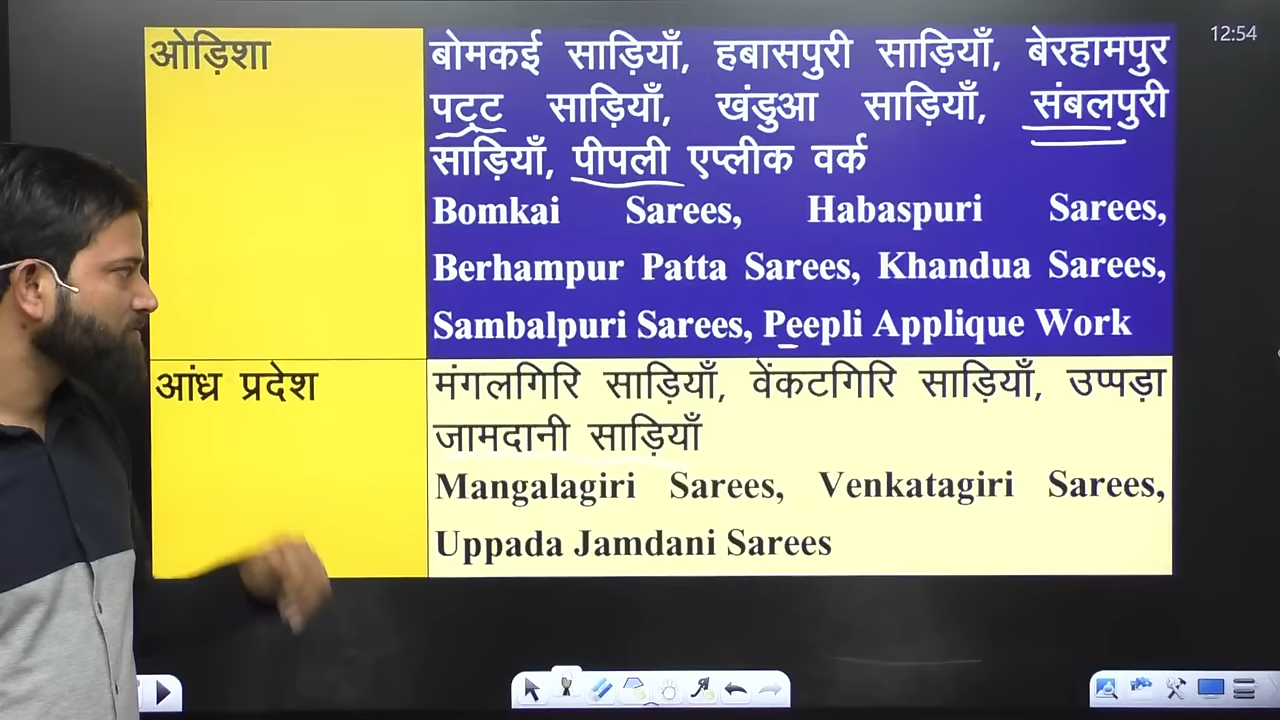 12:54
ओड़िशा
बोमकई साड़ियाँ, हबासपुरी साड़ियाँ, बेरहामपुर
पट्ट साड़ियाँ, खंडुआ साड़ियाँ, संबलपुरी
साड़ियाँ, पीपली एप्लीक वर्क
Bomkai Sarees, Habaspuri Sarees,
Berhampur Patta Sarees, Khandua Sarees,
Sambalpuri Sarees, Peepli Applique Work
आंध्र प्रदेश
मंगलगिरि साड़ियाँ, वेंकटगिरि साड़ियाँ, उप्पड़ा
जामदानी साड़ियाँ
Mangalagiri Sarees, Venkatagiri Sarees,
Uppada Jamdani Sarees